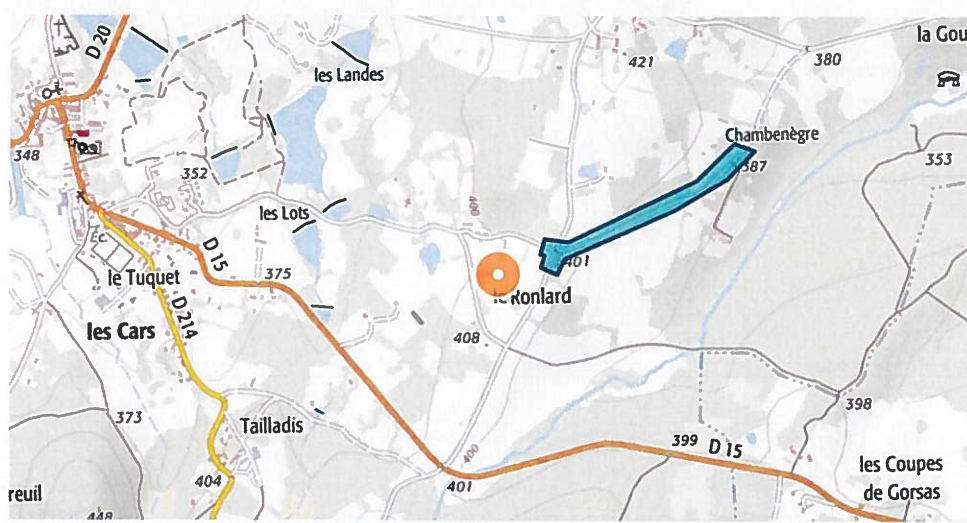 D 20
la Gou
les Landes
421
380
348
Chambenègre
353
352
387
400
les Lots
D 15
401
375
le Tuquet
le Ronlard
D 214
les Cars
408
398
373
Tailladis
400
399
D 15
404
401
les Coupes
de Gorsas
reuil
448